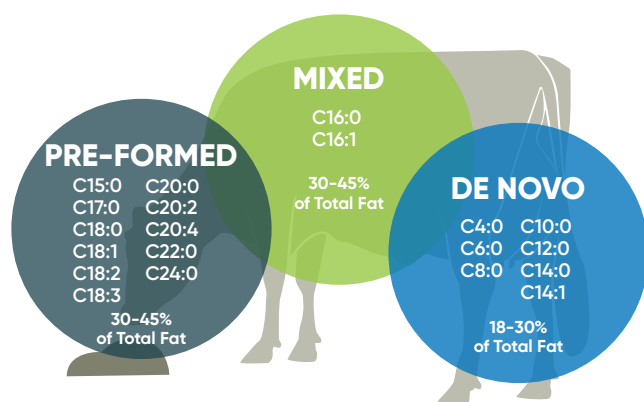 PRE-FORMED
C15:0 C20:0
C17:0 C20:2
C18:0 C20:4
C18:1 C22:0
C18:2 C24:0
C18:3
30-45%
of Total Fat
MIXED
C16:0
C16:1
30-45%
of Total Fat
DE NOVO
C4:0 C10:0
C6:0 C12:0
C8:0 C14:0
C14:1
18-30%
of Total Fat